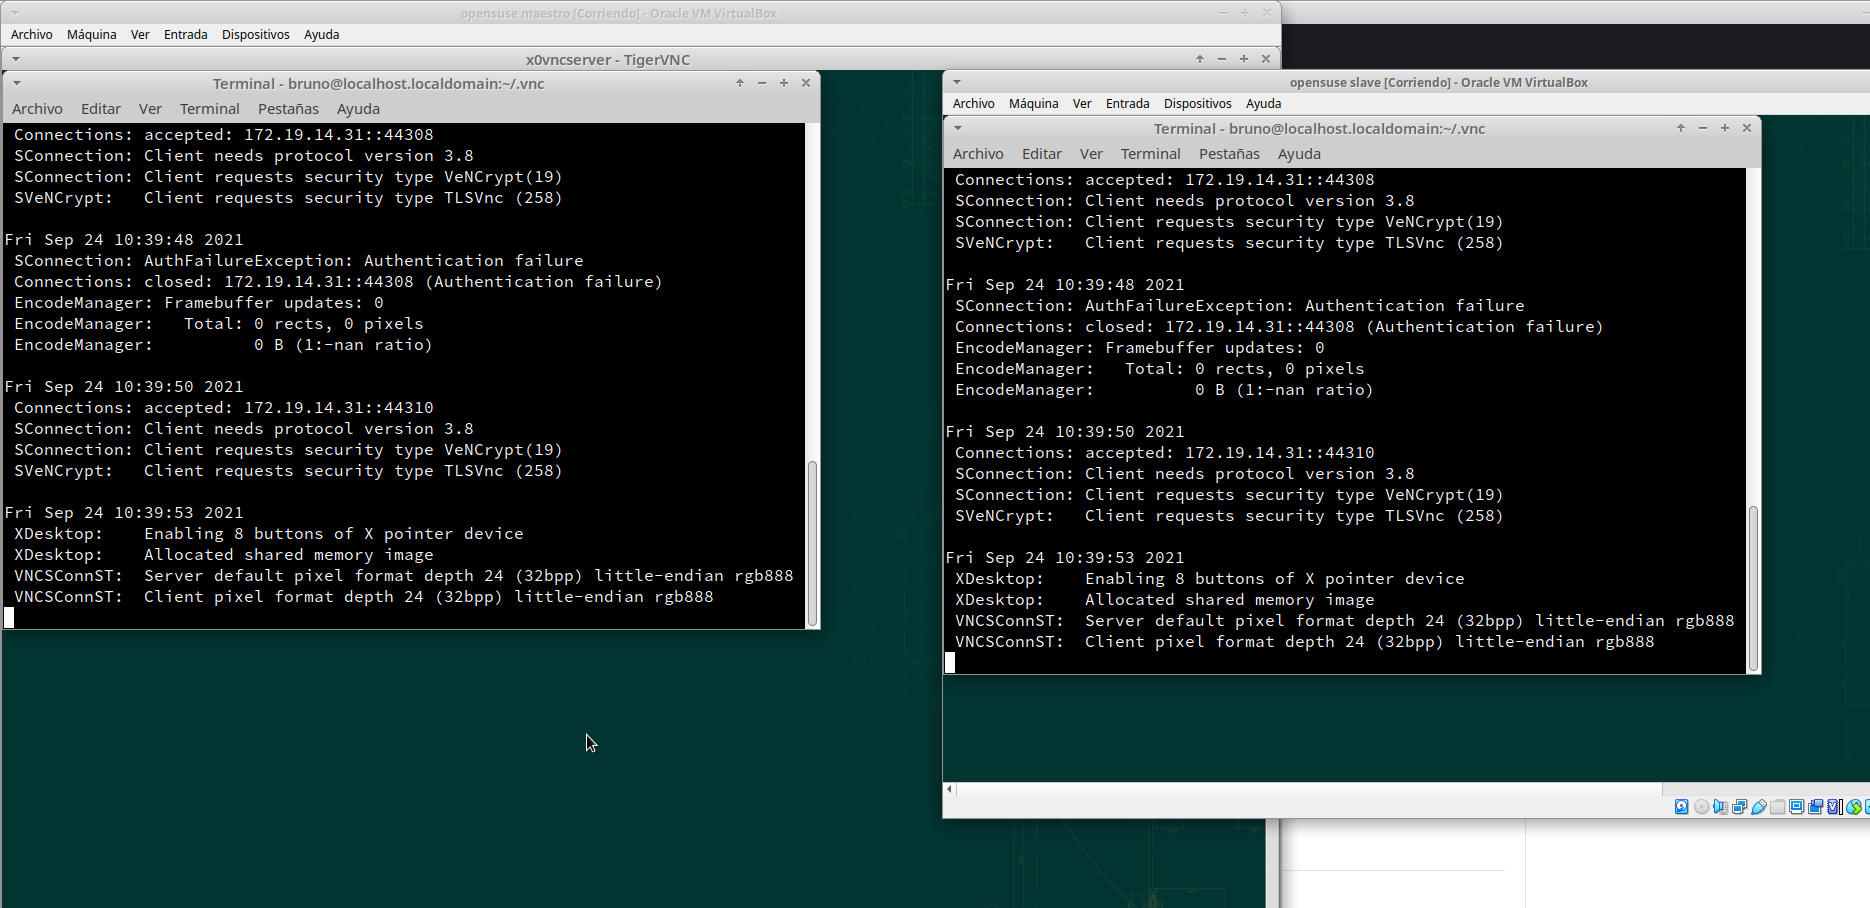 opensuse maestro [Corriendo] - Oracle VM VirtualBox
Archivo Máquina Ver Entrada Dispositivos Ayuda
x0vncserver - TigerVNC
Terminal - bruno@localhost.localdomain:~/.vnc
Archivo Editar Ver Terminal Pestañas Ayuda
Connections: accepted: 172.19.14.31::44308
SConnection: Client needs protocol version 3.8
SConnection: Client requests security type VeNCrypt(19)
SVeNCrypt:   Client requests security type TLSVnc (258)
Fri Sep 24 10:39:48 2021
SConnection: AuthFailureException: Authentication failure
Connections: closed: 172.19.14.31::44308 (Authentication failure)
EncodeManager: Framebuffer updates: 0
EncodeManager:   Total: 0 rects, 0 pixels
EncodeManager:          0 B (1:-nan ratio)
Fri Sep 24 10:39:50 2021
Connections: accepted: 172.19.14.31::44310
SConnection: Client needs protocol version 3.8
SConnection: Client requests security type VeNCrypt(19)
SVeNCrypt:   Client requests security type TLSVnc (258)
Fri Sep 24 10:39:53 2021
XDesktop:    Enabling 8 buttons of X pointer device
XDesktop:    Allocated shared memory image
VNCSConnST:  Server default pixel format depth 24 (32bpp) little-endian rgb888
VNCSConnST:  Client pixel format depth 24 (32bpp) little-endian rgb888
opensuse slave [Corriendo] - Oracle VM VirtualBox
Archivo Máquina Ver Entrada Dispositivos Ayuda
Terminal - bruno@localhost.localdomain:~/.vnc
Archivo Editar Ver Terminal Pestañas Ayuda
Connections: accepted: 172.19.14.31::44308
SConnection: Client needs protocol version 3.8
SConnection: Client requests security type VeNCrypt(19)
SVeNCrypt:   Client requests security type TLSVnc (258)
Fri Sep 24 10:39:48 2021
SConnection: AuthFailureException: Authentication failure
Connections: closed: 172.19.14.31::44308 (Authentication failure)
EncodeManager: Framebuffer updates: 0
EncodeManager:   Total: 0 rects, 0 pixels
EncodeManager:          0 B (1:-nan ratio)
Fri Sep 24 10:39:50 2021
Connections: accepted: 172.19.14.31::44310
SConnection: Client needs protocol version 3.8
SConnection: Client requests security type VeNCrypt(19)
SVeNCrypt:   Client requests security type TLSVnc (258)
Fri Sep 24 10:39:53 2021
XDesktop:    Enabling 8 buttons of X pointer device
XDesktop:    Allocated shared memory image
VNCSConnST:  Server default pixel format depth 24 (32bpp) little-endian rgb888
VNCSConnST:  Client pixel format depth 24 (32bpp) little-endian rgb888